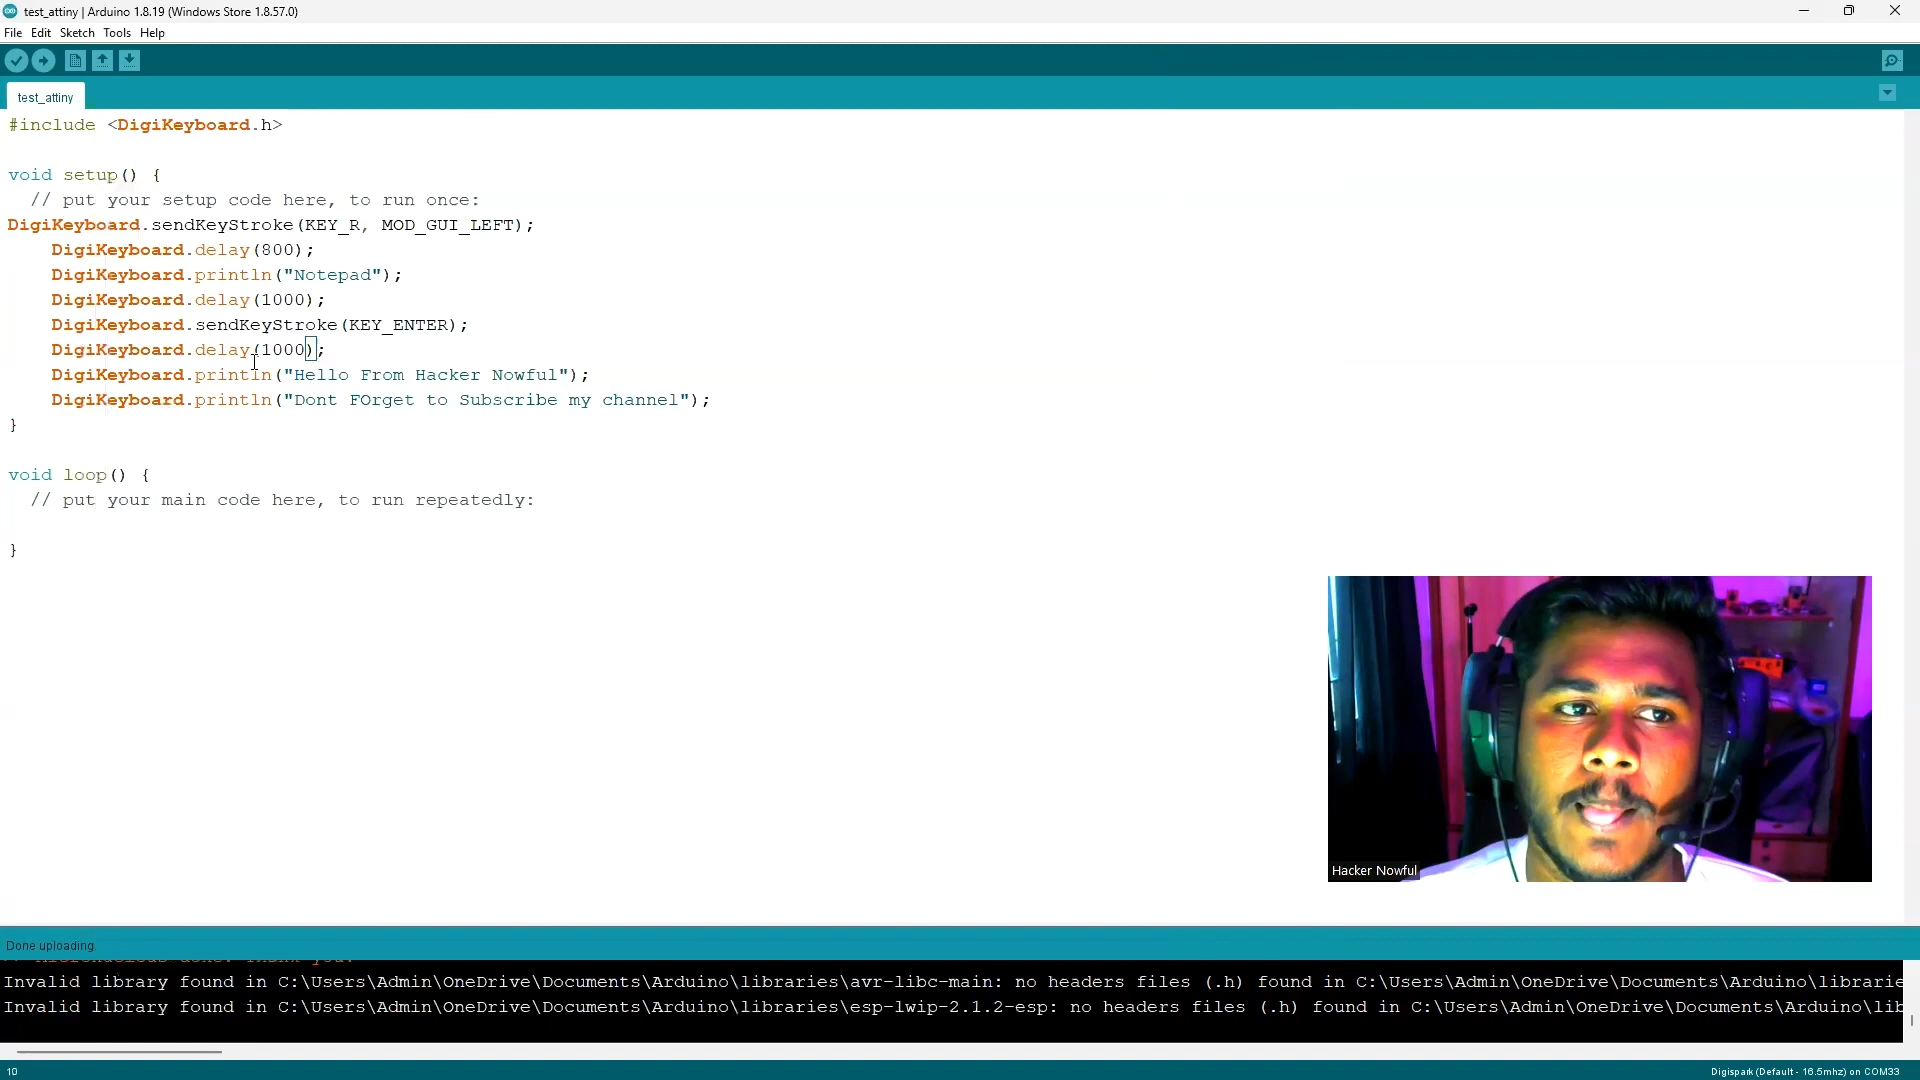 test_attiny | Arduino 1.8.19 (Windows Store 1.8.57.0)
File Edit Sketch Tools Help
test_attiny
#include <DigiKeyboard.h>
void setup() {
// put your setup code here, to run once:
DigiKeyboard.sendKeyStroke(KEY_R, MOD_GUI_LEFT);
DigiKeyboard.delay(800);
DigiKeyboard.println("Notepad");
DigiKeyboard.delay(1000);
DigiKeyboard.sendKeyStroke(KEY_ENTER);
DigiKeyboard.delay(1000);
DigiKeyboard.println("Hello From Hacker Nowful");
DigiKeyboard.println("Dont FOrget to Subscribe my channel");
}
void loop() {
// put your main code here, to run repeatedly:
}
Hacker Nowful
Done uploading.
Invalid library found in C:\Users\Admin\OneDrive\Documents\Arduino\libraries\avr-libc-main: no headers files (.h) found in C:\Users\Admin\OneDrive\Documents\Arduino\librarie
Invalid library found in C:\Users\Admin\OneDrive\Documents\Arduino\libraries\esp-lwip-2.1.2-esp: no headers files (.h) found in C:\Users\Admin\OneDrive\Documents\Arduino\lib
10
Digispark (Default - 16.5mhz) on COM33